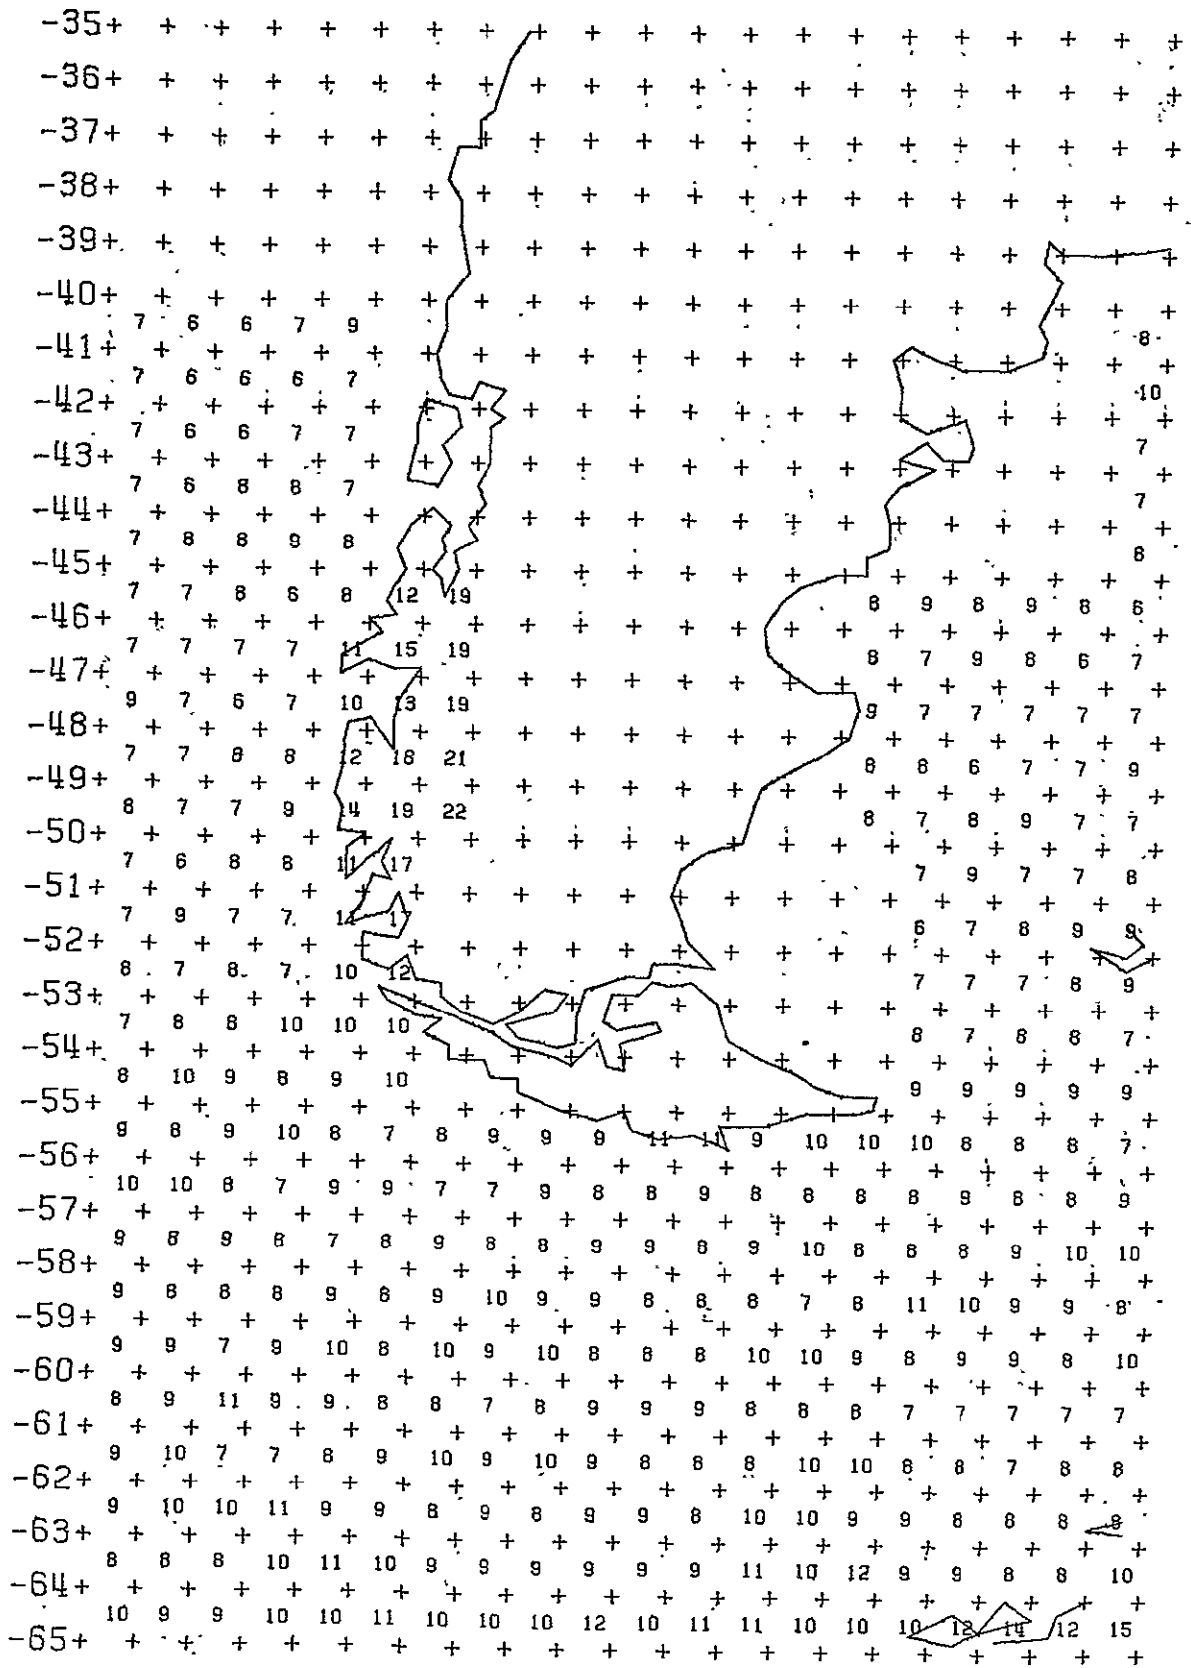 -35+ + + + + + + + + + + + + + + + + + + + +
-36+ + + + + + + + + + + + + + + + + + + + +
-37+ + + + + + + + + + + + + + + + + + + + +
-38+ + + + + + + + + + + + + + + + + + + + +
-39+ + + + + + + + + + + + + + + + + + + + +
-40+ + + + + + + + + + + + + + + + + + + + +
7 6 6 7 9
-41+ + + + + + + + + + + + + + + + + + + + +
8
7 6 6 6 7
-42+ + + + + + + + + + + + + + + + + + + + +
10
7 6 6 7 7
-43+ + + + + + + + + + + + + + + + + + + + +
7
7 6 8 8 7
-44+ + + + + + + + + + + + + + + + + + + + +
7
7 8 8 9 8
-45+ + + + + + + + + + + + + + + + + + + + +
6
7 7 8 6 8 12 19 8 9 8 9 8 6
-46+ + + + + + + + + + + + + + + + + + + + +
7 7 7 7 11 15 19 8 7 9 8 6 7
-47+ + + + + + + + + + + + + + + + + + + + +
9 7 6 7 10 13 19 9 7 7 7 7 7
-48+ + + + + + + + + + + + + + + + + + + + +
7 7 8 8 12 18 21 8 8 6 7 7 9
-49+ + + + + + + + + + + + + + + + + + + + +
8 7 7 9 14 19 22 8 7 8 9 7 7
-50+ + + + + + + + + + + + + + + + + + + + +
7 6 8 8 11 17 7 9 7 7 8
-51+ + + + + + + + + + + + + + + + + + + + +
7 9 7 7 11 17 6 7 8 9 9
-52+ + + + + + + + + + + + + + + + + + + + +
8 7 8 7 10 12 7 7 7 8 9
-53+ + + + + + + + + + + + + + + + + + + + +
7 8 8 10 10 10 8 7 8 8 7
-54+ + + + + + + + + + + + + + + + + + + + +
8 10 9 8 9 10 9 9 9 9 9
-55+ + + + + + + + + + + + + + + + + + + + +
9 8 9 10 8 7 8 9 9 9 11 11 9 10 10 10 8 8 8 7
-56+ + + + + + + + + + + + + + + + + + + + +
10 10 8 7 9 9 7 7 9 8 8 9 8 8 8 8 9 8 8 9
-57+ + + + + + + + + + + + + + + + + + + + +
9 8 9 8 7 8 9 8 8 9 9 8 9 10 8 8 8 9 10 10
-58+ + + + + + + + + + + + + + + + + + + + +
9 8 8 8 9 8 9 10 9 9 8 8 8 7 8 11 10 9 9 8
-59+ + + + + + + + + + + + + + + + + + + + +
9 9 7 9 10 8 10 9 10 8 8 8 10 10 9 8 9 9 8 10
-60+ + + + + + + + + + + + + + + + + + + + +
8 9 11 9 9 8 8 7 8 9 9 9 8 8 8 7 7 7 7 7
-61+ + + + + + + + + + + + + + + + + + + + +
9 10 7 7 8 9 10 9 10 9 8 8 8 10 10 8 8 7 8 8
-62+ + + + + + + + + + + + + + + + + + + + +
9 10 10 11 9 9 8 9 8 9 9 8 10 10 9 9 8 8 8 8
-63+ + + + + + + + + + + + + + + + + + + + +
8 8 8 10 11 10 9 9 9 9 9 9 11 10 12 9 9 8 8 10
-64+ + + + + + + + + + + + + + + + + + + + +
10 9 9 10 10 11 10 10 10 12 10 11 11 10 10 10 12 14 12 15
-65+ + + + + + + + + + + + + + + + + + + + +